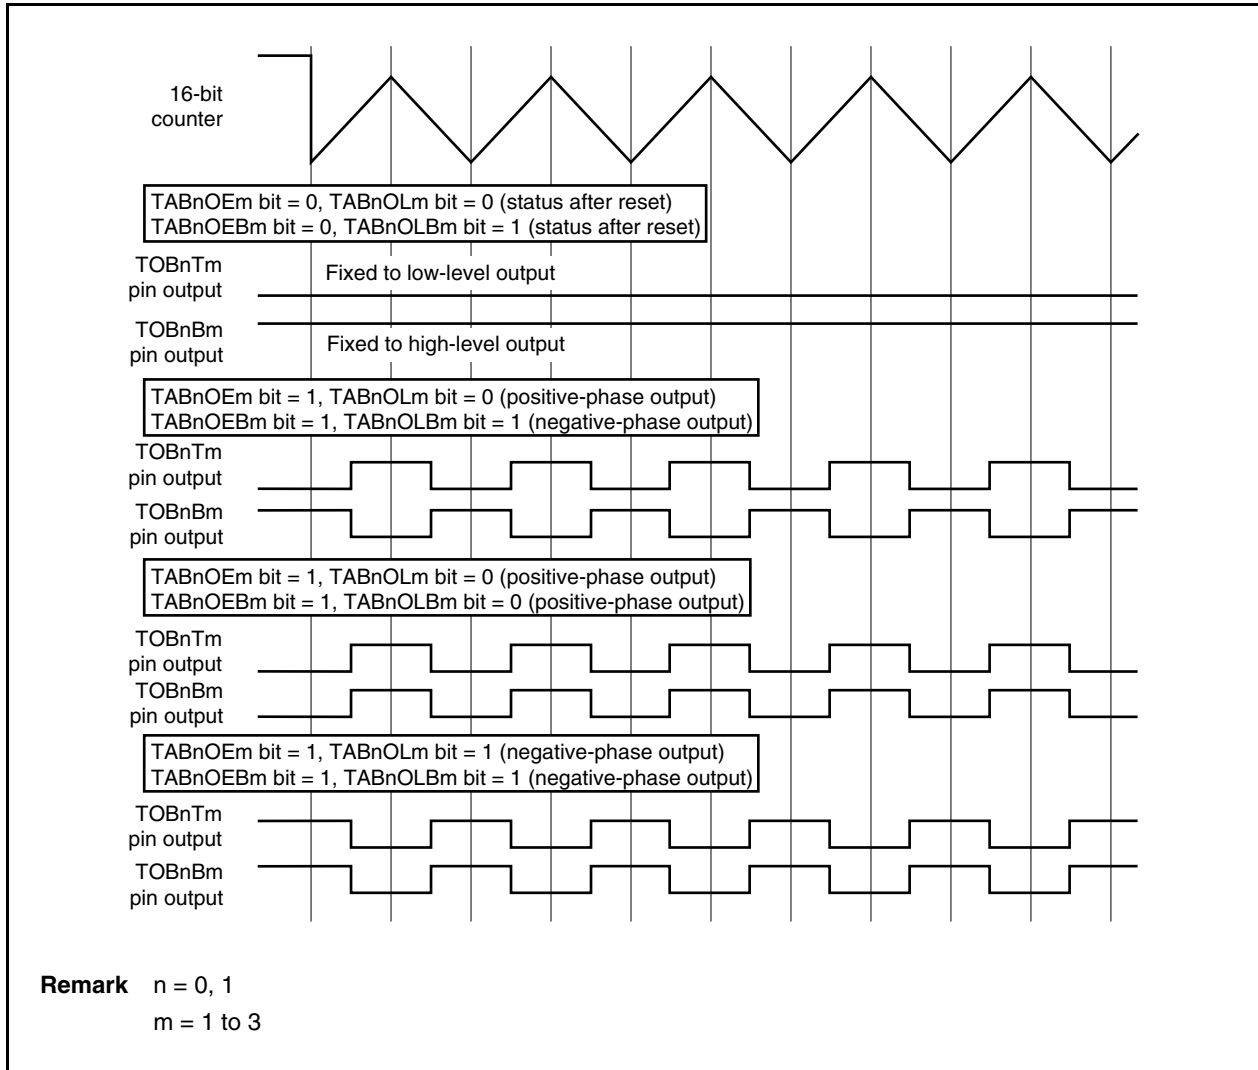 16-bit
counter
TABnOEm bit = 0, TABnOLm bit = 0 (status after reset)
TABnOEBm bit = 0, TABnOLBm bit = 1 (status after reset)
TOBnTm
pin output
Fixed to low-level output
TOBnBm
pin output
Fixed to high-level output
TABnOEm bit = 1, TABnOLm bit = 0 (positive-phase output)
TABnOEBm bit = 1, TABnOLBm bit = 1 (negative-phase output)
TOBnTm
pin output
TOBnBm
pin output
TABnOEm bit = 1, TABnOLm bit = 0 (positive-phase output)
TABnOEBm bit = 1, TABnOLBm bit = 0 (positive-phase output)
TOBnTm
pin output
TOBnBm
pin output
TABnOEm bit = 1, TABnOLm bit = 1 (negative-phase output)
TABnOEBm bit = 1, TABnOLBm bit = 1 (negative-phase output)
TOBnTm
pin output
TOBnBm
pin output
Remark n = 0, 1
m = 1 to 3